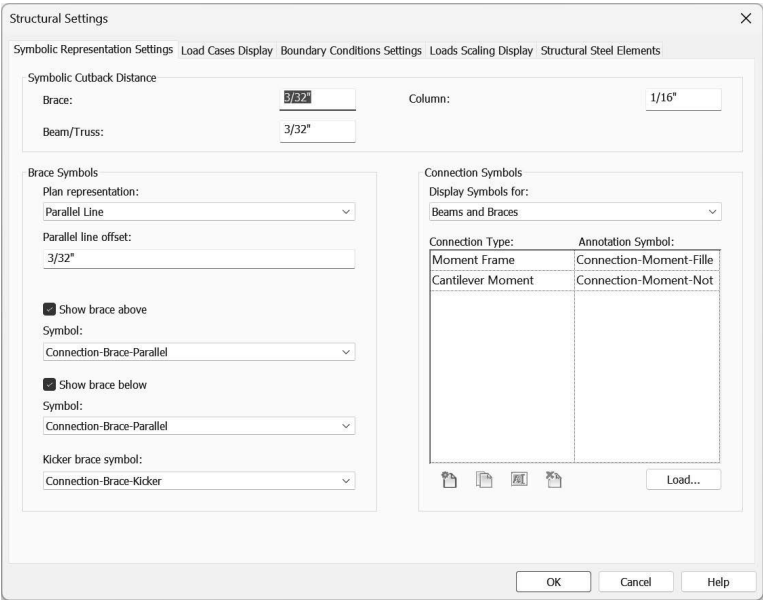 Structural Settings
Symbolic Representation Settings Load Cases Display Boundary Conditions Settings Loads Scaling Display Structural Steel Elements
Symbolic Cutback Distance
Brace: 3/32" Column: 1/16"
Beam/Truss: 3/32"
Brace Symbols
Plan representation:
Parallel Line
Parallel line offset:
3/32"
Show brace above
Symbol:
Connection-Brace-Parallel
Show brace below
Symbol:
Connection-Brace-Parallel
Kicker brace symbol:
Connection-Brace-Kicker
Connection Symbols
Display Symbols for:
Beams and Braces
Connection Type: Annotation Symbol:
Moment Frame Connection-Moment-Fille
Cantilever Moment Connection-Moment-Not
Load...
OK Cancel Help